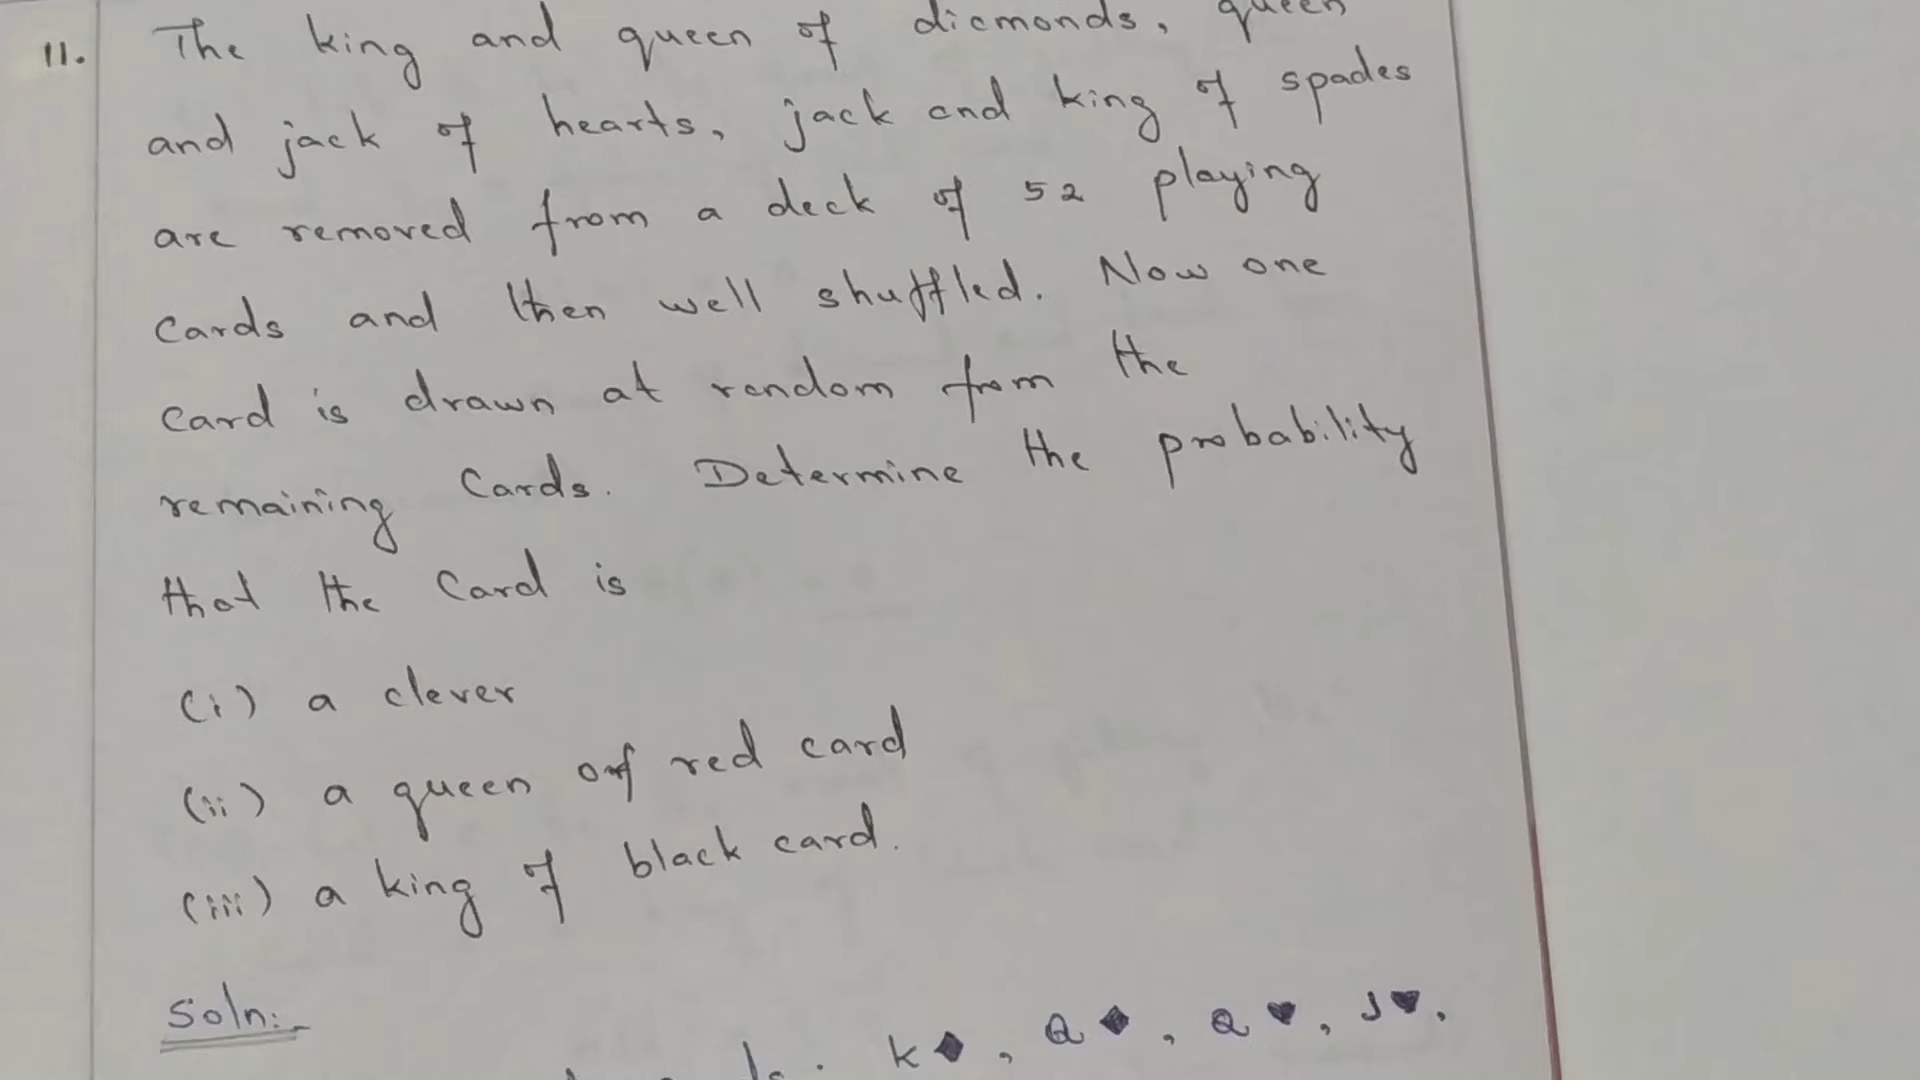 11. The king and queen of diamonds, queen
and jack of hearts, jack and king of spades
are removed from a deck of 52 playing
cards and then well shuffled. Now one
card is drawn at random from the
remaining cards. Determine the probability
that the card is
(i) a clever
(ii) a queen of red card
(iii) a king of black card.
Soln:-
K♦, Q♦, Q♥, J♥,